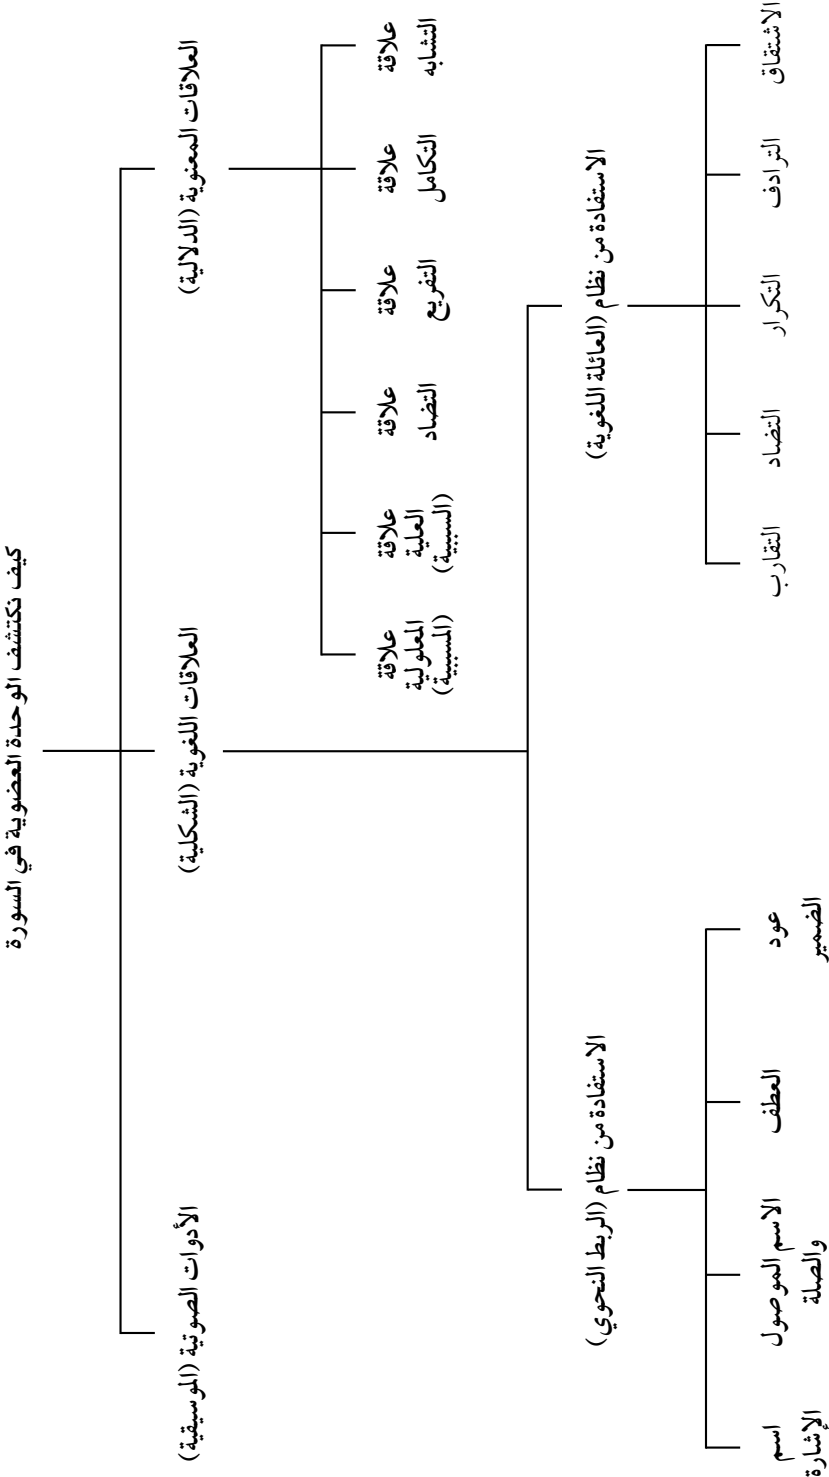 كيف نكتشف الوحدة العضوية في السورة
العلاقات المعنوية (الدلالية)
العلاقات اللغوية (الشكلية)
الأدوات الصوتية (الموسيقية)
علاقة
التشابه
علاقة
التكامل
علاقة
التفريع
علاقة
التضاد
علاقة
العلية
(السببية)
علاقة
المعلولية
(المسببية)
الاستفادة من نظام (العائلة اللغوية)
الاستفادة من نظام (الربط النحوي)
الاشتقاق
الترادف
التكرار
التضاد
التقارب
عود
الضمير
العطف
الاسم الموصول
والصلة
اسم
الإشارة